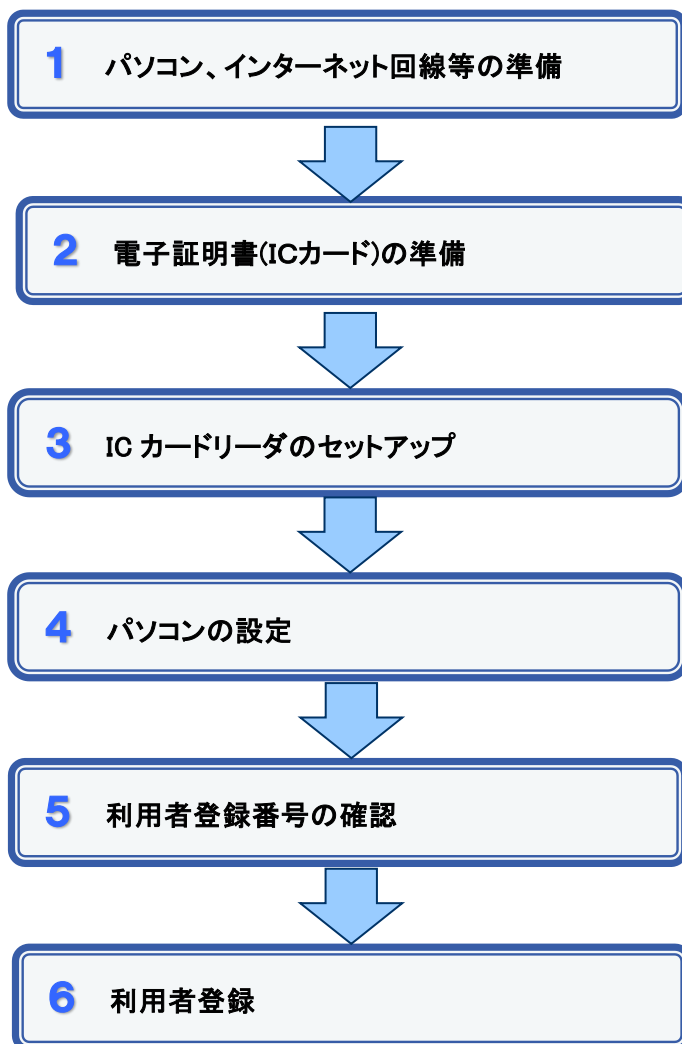 1 パソコン、インターネット回線等の準備
2 電子証明書(ICカード)の準備
3 IC カードリーダのセットアップ
4 パソコンの設定
5 利用者登録番号の確認
6 利用者登録